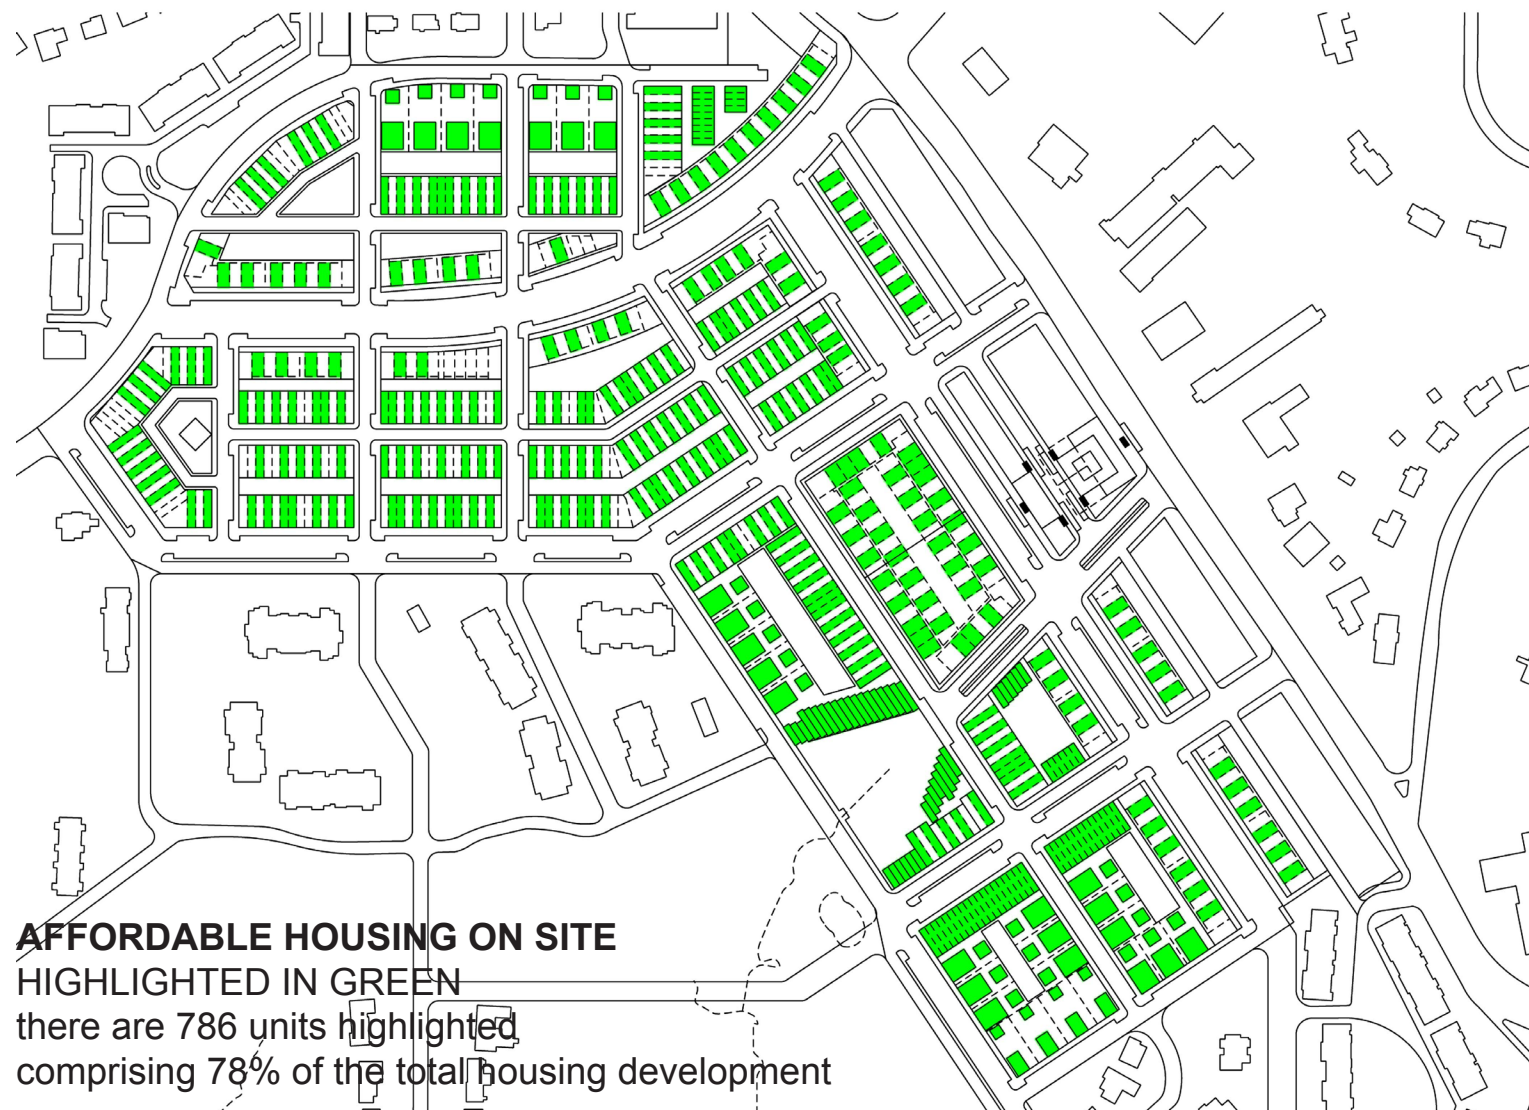 AFFORDABLE HOUSING ON SITE
HIGHLIGHTED IN GREEN
there are 786 units highlighted
comprising 78% of the total housing development